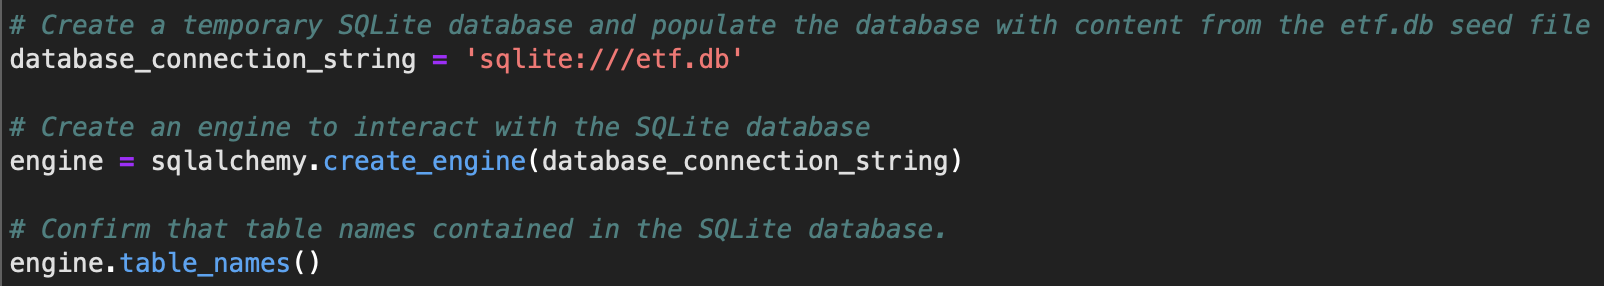 # Create a temporary SQLite database and populate the database with content from the etf.db seed file
database_connection_string = 'sqlite:///etf.db'
# Create an engine to interact with the SQLite database
engine = sqlalchemy.create_engine(database_connection_string)
# Confirm that table names contained in the SQLite database.
engine.table_names()